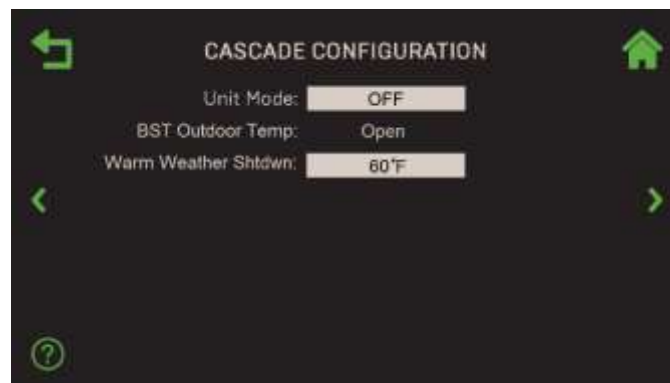 CASCADE CONFIGURATION
Unit Mode: OFF
BST Outdoor Temp: Open
Warm Weather Shtdwn: 60°F
?